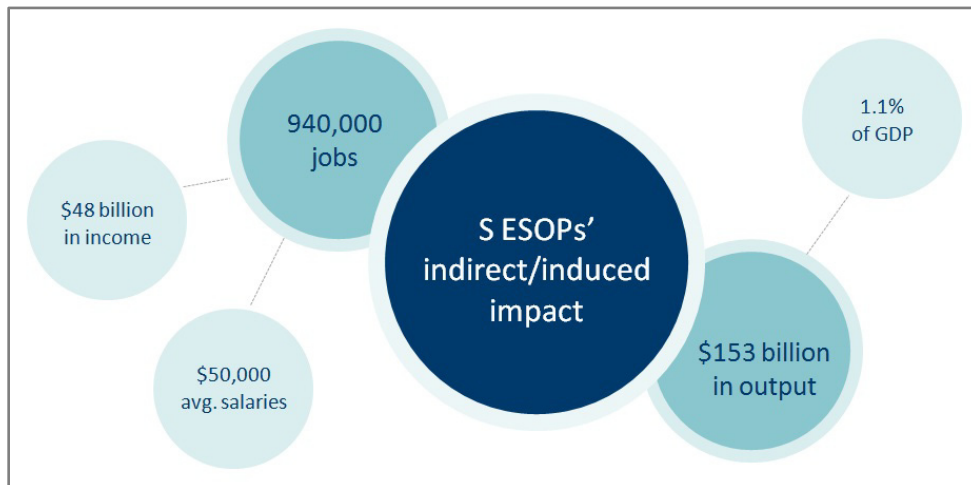 940,000
jobs
$48 billion
in income
$50,000
avg. salaries
S ESOPs’
indirect/induced
impact
1.1%
of GDP
$153 billion
in output